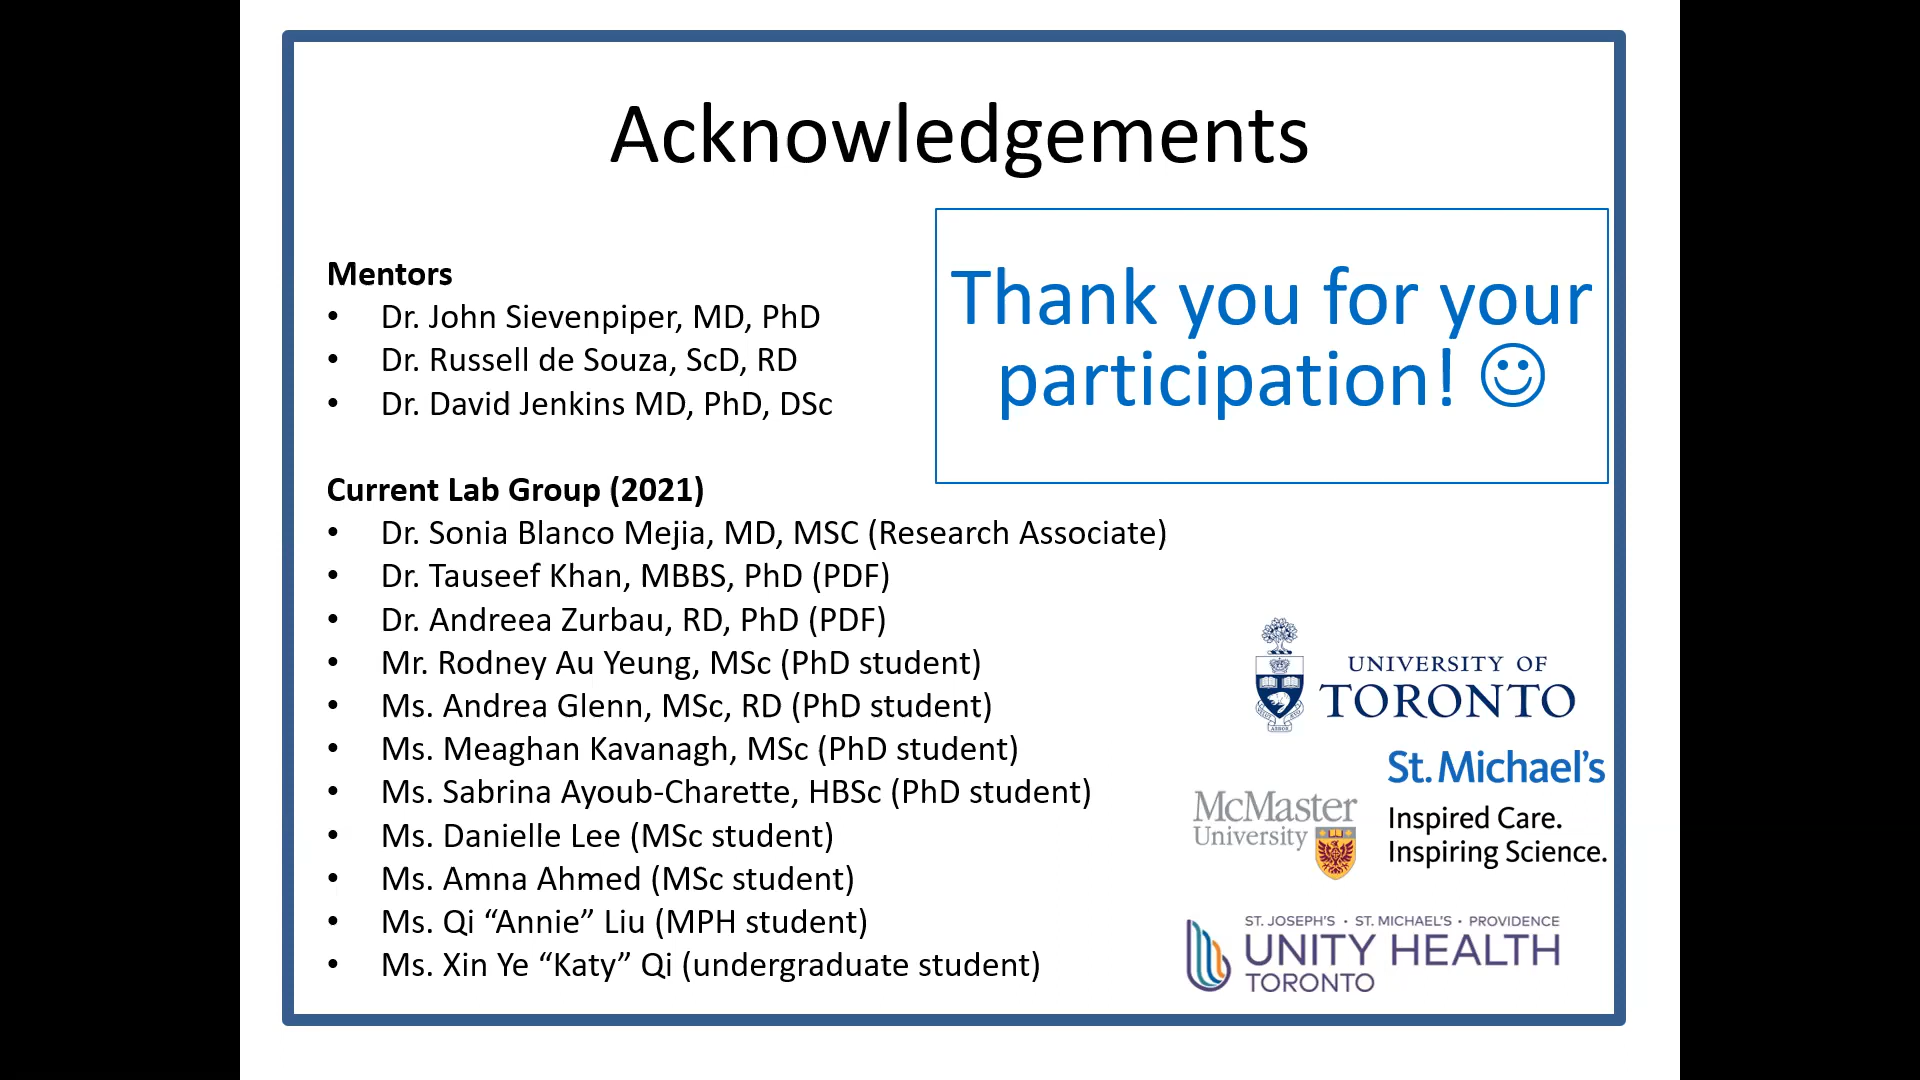 Acknowledgements
Thank you for your
participation! ☺
Mentors
• Dr. John Sievenpiper, MD, PhD
• Dr. Russell de Souza, ScD, RD
• Dr. David Jenkins MD, PhD, DSc
Current Lab Group (2021)
• Dr. Sonia Blanco Mejia, MD, MSC (Research Associate)
• Dr. Tauseef Khan, MBBS, PhD (PDF)
• Dr. Andreea Zurbau, RD, PhD (PDF)
• Mr. Rodney Au Yeung, MSc (PhD student)
• Ms. Andrea Glenn, MSc, RD (PhD student)
• Ms. Meaghan Kavanagh, MSc (PhD student)
• Ms. Sabrina Ayoub-Charette, HBSc (PhD student)
• Ms. Danielle Lee (MSc student)
• Ms. Amna Ahmed (MSc student)
• Ms. Qi “Annie” Liu (MPH student)
• Ms. Xin Ye “Katy” Qi (undergraduate student)
UNIVERSITY OF
TORONTO
St. Michael’s
Inspired Care.
Inspiring Science.
McMaster
University
ST. JOSEPH'S • ST. MICHAEL'S • PROVIDENCE
UNITY HEALTH
TORONTO